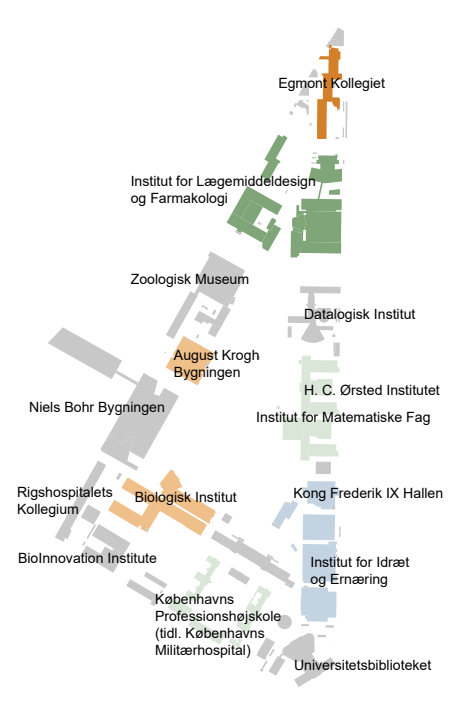 Egmont Kollegiet
Institut for Lægemiddeldesign
og Farmakologi
Zoologisk Museum
Datalogisk Institut
August Krogh
Bygningen
H. C. Ørsted Institutet
Niels Bohr Bygningen
Institut for Matematiske Fag
Rigshospitalets
Kollegium
Biologisk Institut
Kong Frederik IX Hallen
BioInnovation Institute
Institut for Idræt
og Ernæring
Københavns
Professionshøjskole
(tidl. Københavns
Militærhospital)
Universitetsbiblioteket